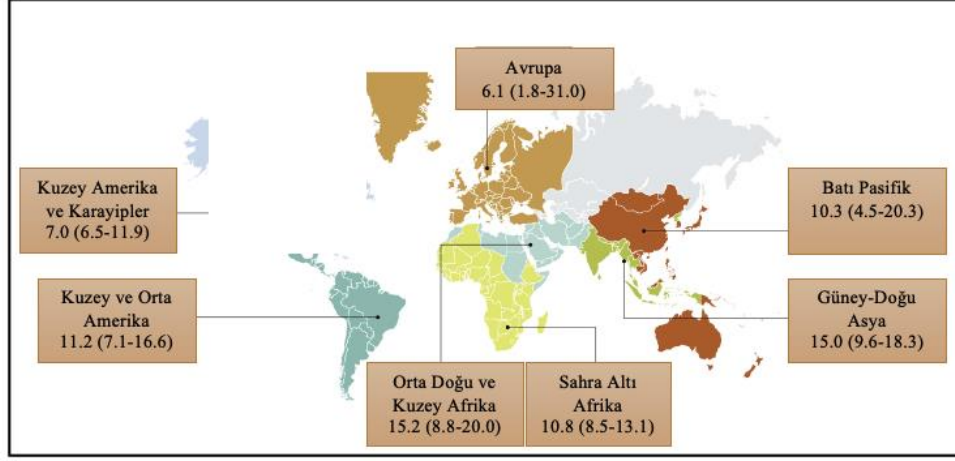 Avrupa
6.1 (1.8-31.0)
Kuzey Amerika
ve Karayipler
7.0 (6.5-11.9)
Batı Pasifik
10.3 (4.5-20.3)
Kuzey ve Orta
Amerika
11.2 (7.1-16.6)
Güney-Doğu
Asya
15.0 (9.6-18.3)
Orta Doğu ve
Kuzey Afrika
15.2 (8.8-20.0)
Sahra Altı
Afrika
10.8 (8.5-13.1)